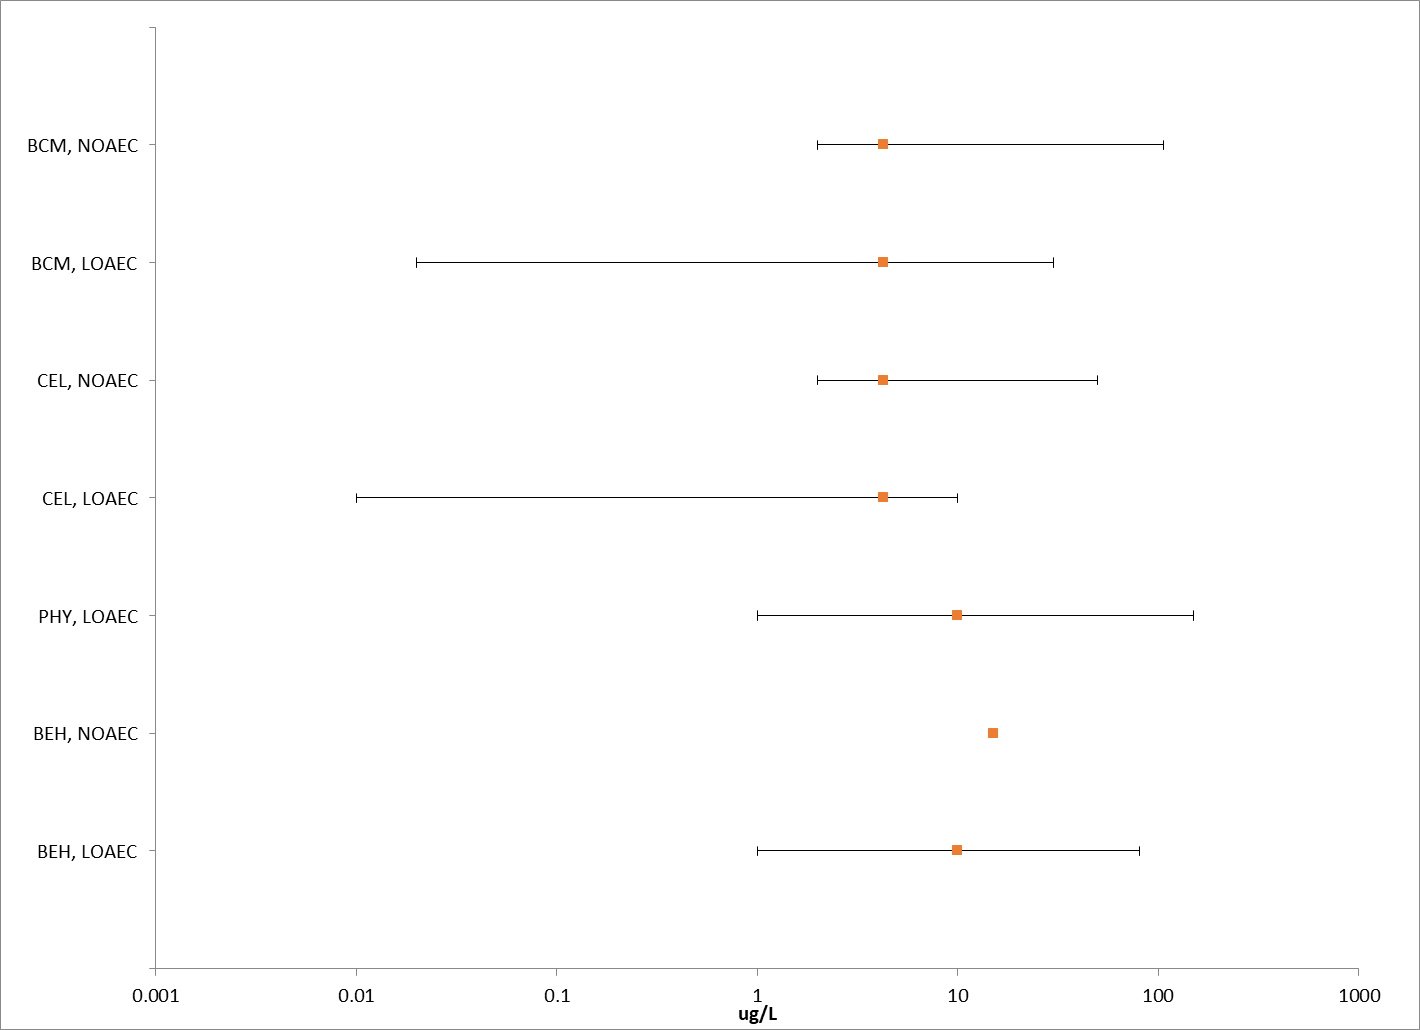 BCM, NOAEC
BCM, LOAEC
CEL, NOAEC
CEL, LOAEC
PHY, LOAEC
BEH, NOAEC
BEH, LOAEC
0.001 0.01 0.1 1 10 100 1000
ug/L